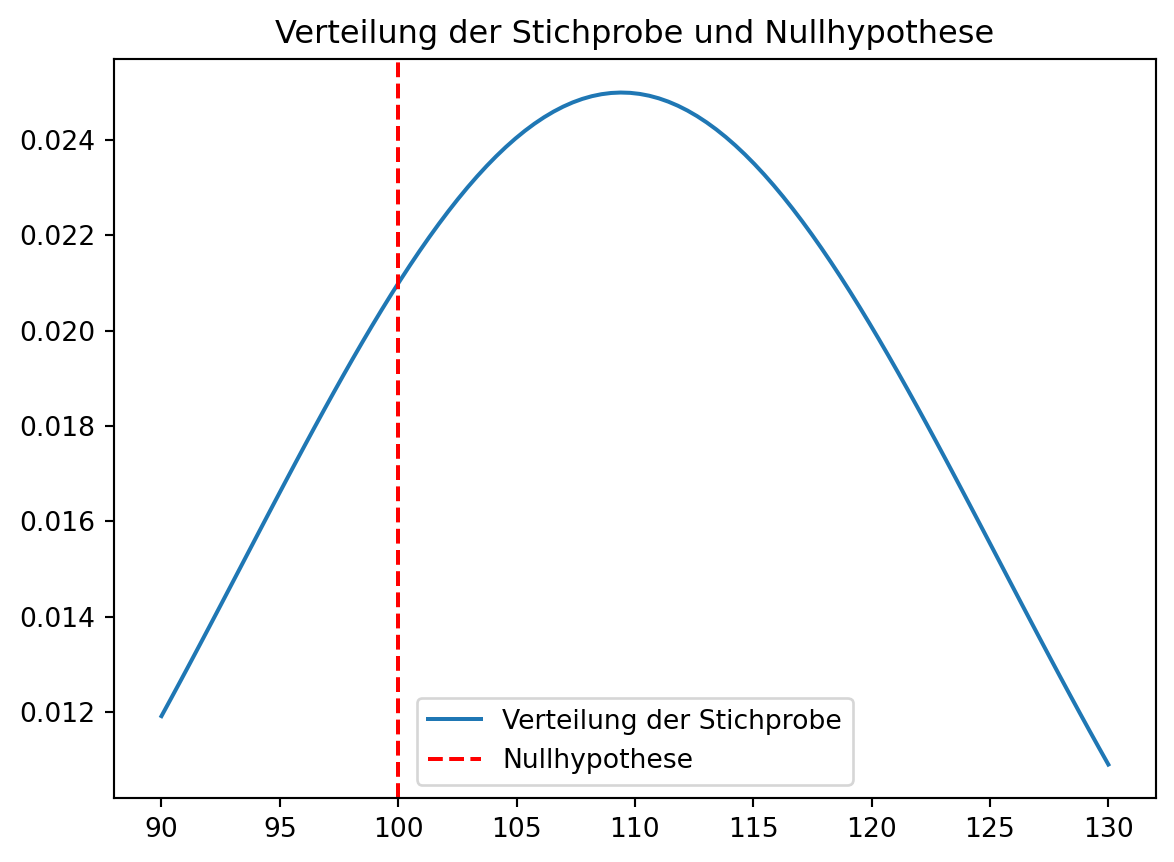 Verteilung der Stichprobe und Nullhypothese
0.024
0.022
0.020
0.018
0.016
0.014
0.012
Verteilung der Stichprobe
Nullhypothese
90 95 100 105 110 115 120 125 130